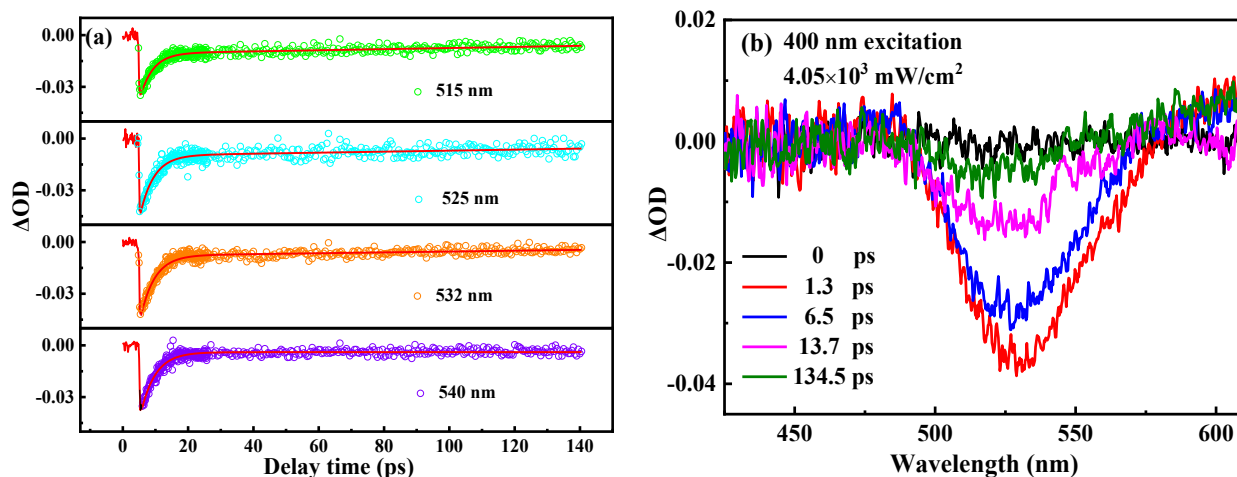 (a)
0.00
-0.03
515 nm
0.00
-0.03
525 nm
0.00
-0.03
532 nm
0.00
-0.03
540 nm
0 20 40 60 80 100 120 140
Delay time (ps)
ΔOD
(b) 400 nm excitation
4.05×10³ mW/cm²
0.02
0.00
-0.02
-0.04
0 ps
1.3 ps
6.5 ps
13.7 ps
134.5 ps
450 500 550 600
Wavelength (nm)
ΔOD